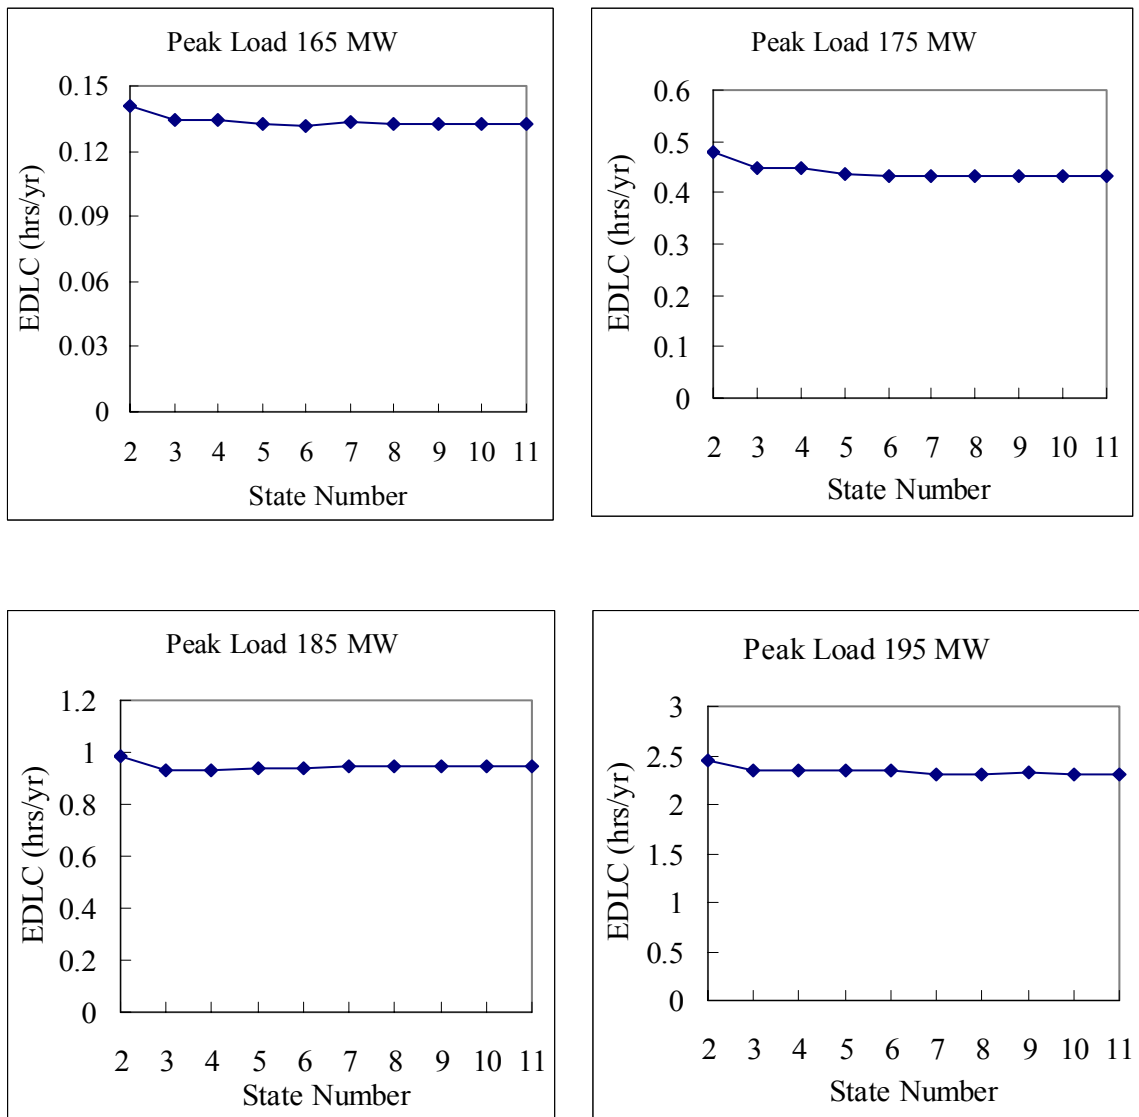 Peak Load 165 MW
EDLC (hrs/yr)
0.15
0.12
0.09
0.06
0.03
0
2 3 4 5 6 7 8 9 10 11
State Number
Peak Load 175 MW
EDLC (hrs/yr)
0.6
0.5
0.4
0.3
0.2
0.1
0
2 3 4 5 6 7 8 9 10 11
State Number
Peak Load 185 MW
EDLC (hrs/yr)
1.2
1
0.8
0.6
0.4
0.2
0
2 3 4 5 6 7 8 9 10 11
State Number
Peak Load 195 MW
EDLC (hrs/yr)
3
2.5
2
1.5
1
0.5
0
2 3 4 5 6 7 8 9 10 11
State Number